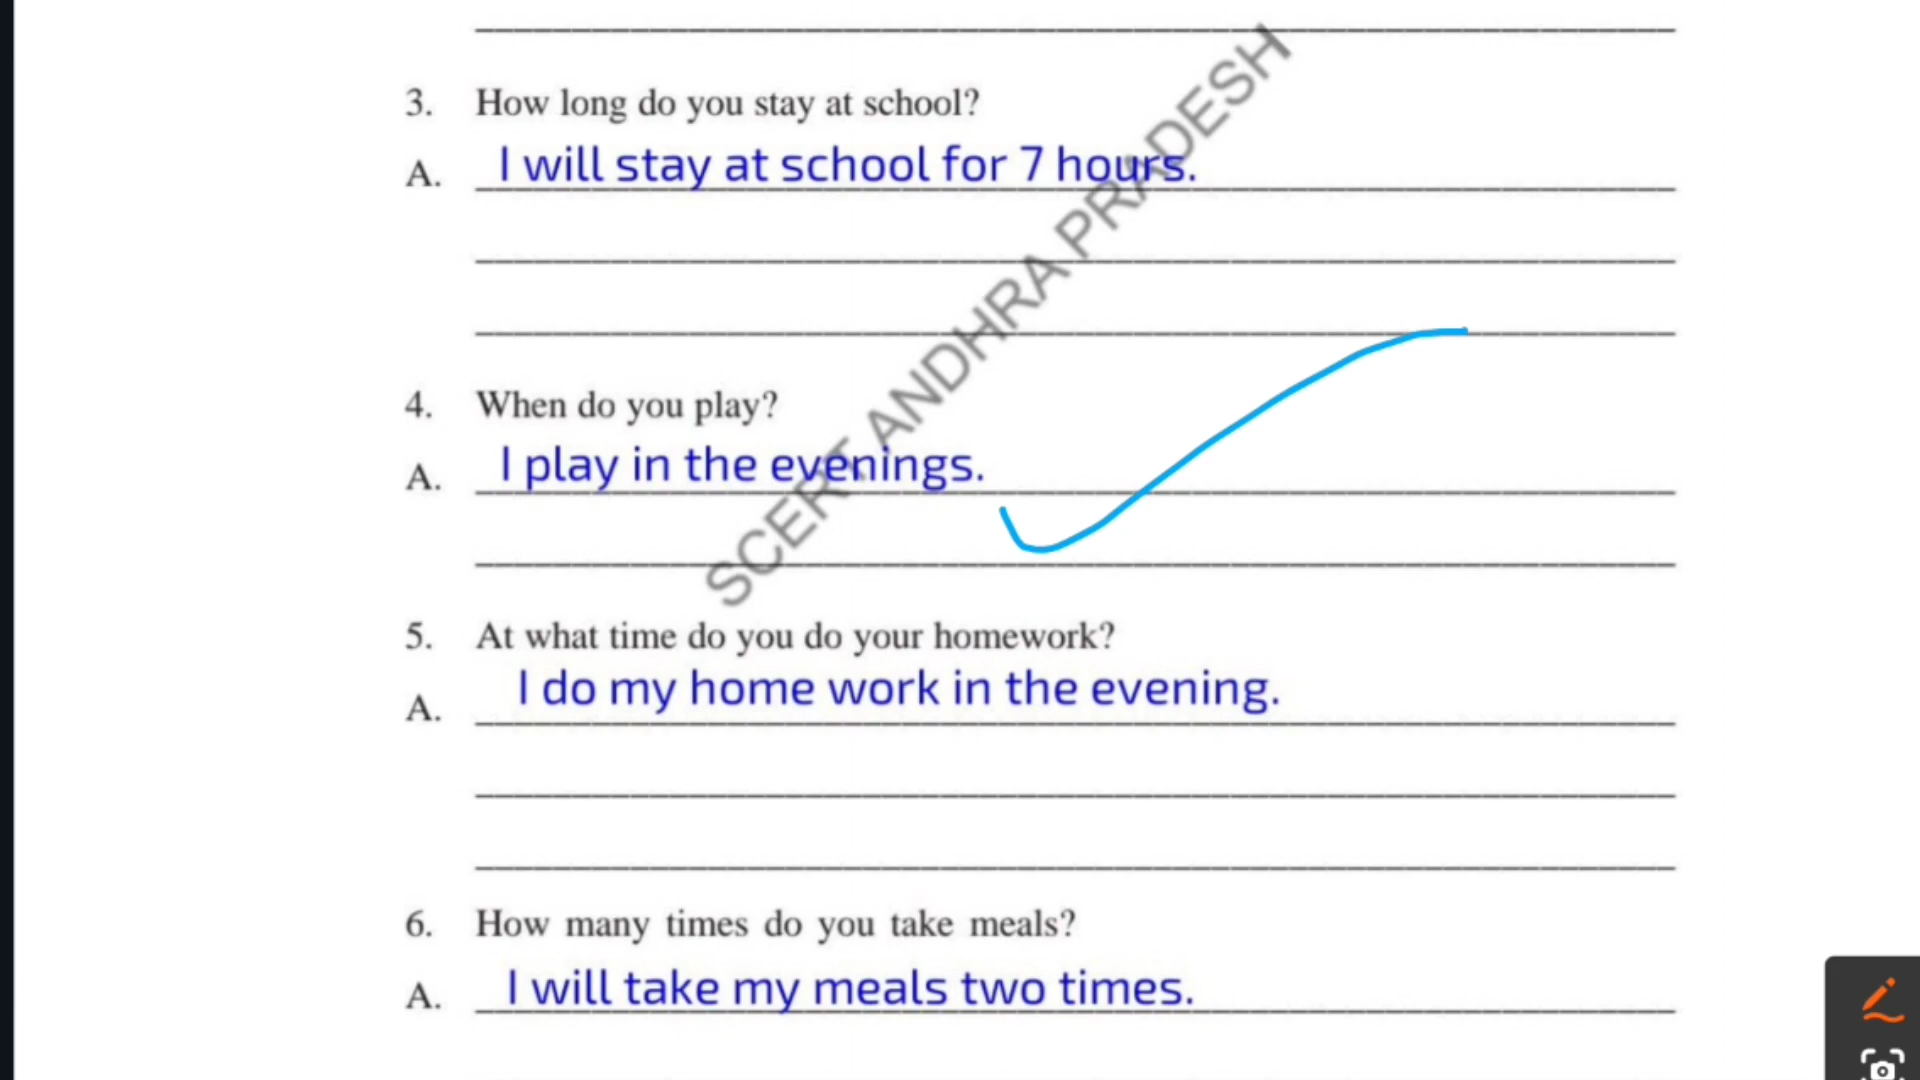 3. How long do you stay at school?
A. I will stay at school for 7 hours.
4. When do you play?
A. I play in the evenings.
5. At what time do you do your homework?
A. I do my home work in the evening.
6. How many times do you take meals?
A. I will take my meals two times.
SCERT ANDHRA PRADESH